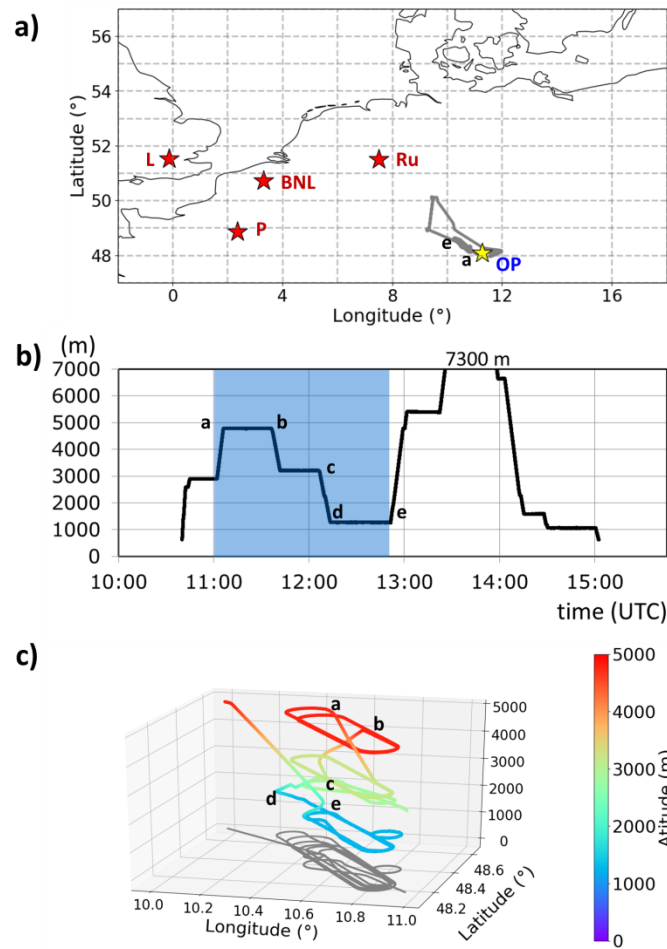 a)
56
54
52
50
48
Latitude (°)
L
BNL
Ru
P
e
a
OP
0
4
8
12
16
Longitude (°)
b)
(m)
7000
6000
5000
4000
3000
2000
1000
0
7300 m
a
b
c
d
e
10:00
11:00
12:00
13:00
14:00
15:00
time (UTC)
c)
a
b
c
d
e
5000
4000
3000
2000
1000
0
48.6
48.4
48.2
Latitude (°)
10.0
10.2
10.4
10.6
10.8
11.0
Longitude (°)
5000
4000
3000
2000
1000
0
Atitude (m)